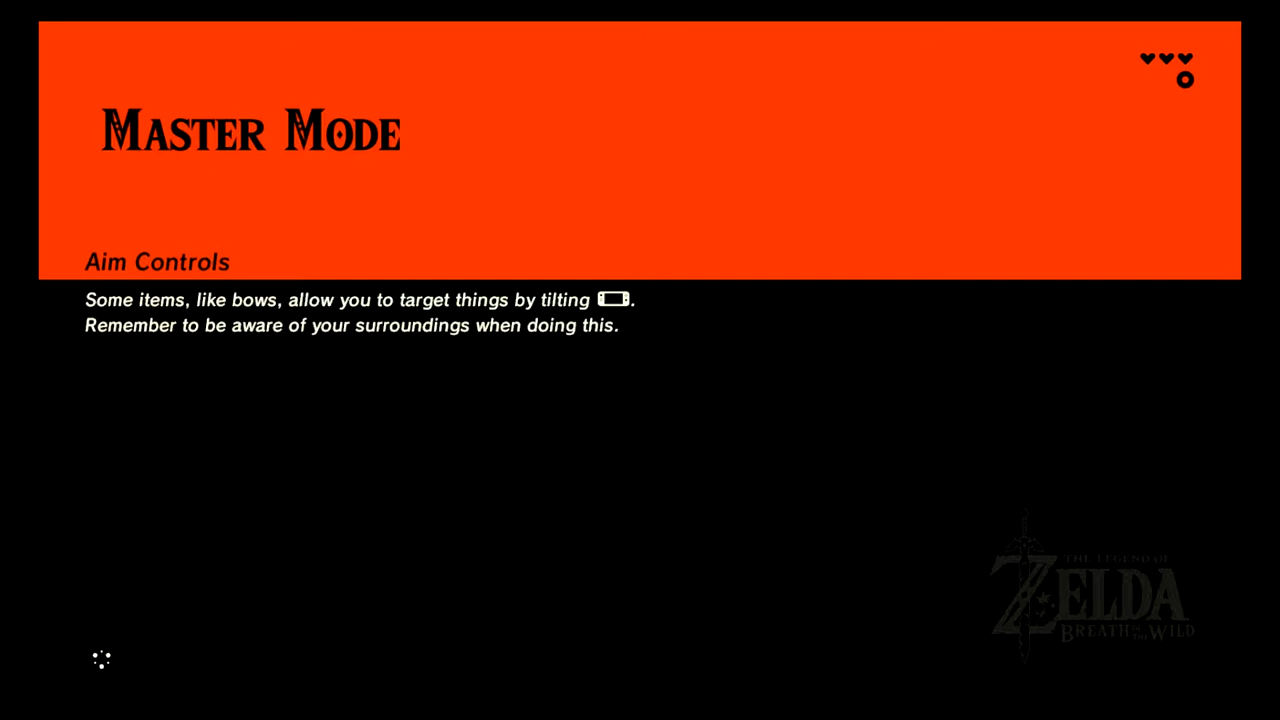 Master Mode
Aim Controls
Some items, like bows, allow you to target things by tilting .
Remember to be aware of your surroundings when doing this.
THE LEGEND OF
ZELDA
BREATH OF THE WILD